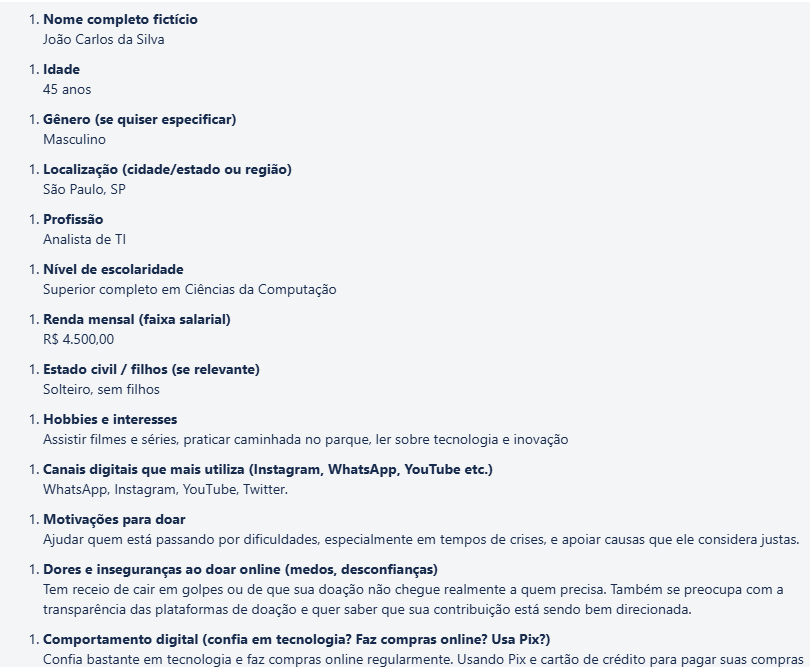 1. Nome completo fictício
João Carlos da Silva
1. Idade
45 anos
1. Gênero (se quiser especificar)
Masculino
1. Localização (cidade/estado ou região)
São Paulo, SP
1. Profissão
Analista de TI
1. Nível de escolaridade
Superior completo em Ciências da Computação
1. Renda mensal (faixa salarial)
R$ 4.500,00
1. Estado civil / filhos (se relevante)
Solteiro, sem filhos
1. Hobbies e interesses
Assistir filmes e séries, praticar caminhada no parque, ler sobre tecnologia e inovação
1. Canais digitais que mais utiliza (Instagram, WhatsApp, YouTube etc.)
WhatsApp, Instagram, YouTube, Twitter.
1. Motivações para doar
Ajudar quem está passando por dificuldades, especialmente em tempos de crises, e apoiar causas que ele considera justas.
1. Dores e inseguranças ao doar online (medos, desconfianças)
Tem receio de cair em golpes ou de que sua doação não chegue realmente a quem precisa. Também se preocupa com a
transparência das plataformas de doação e quer saber que sua contribuição está sendo bem direcionada.
1. Comportamento digital (confia em tecnologia? Faz compras online? Usa Pix?)
Confia bastante em tecnologia e faz compras online regularmente. Usando Pix e cartão de crédito para pagar suas compras